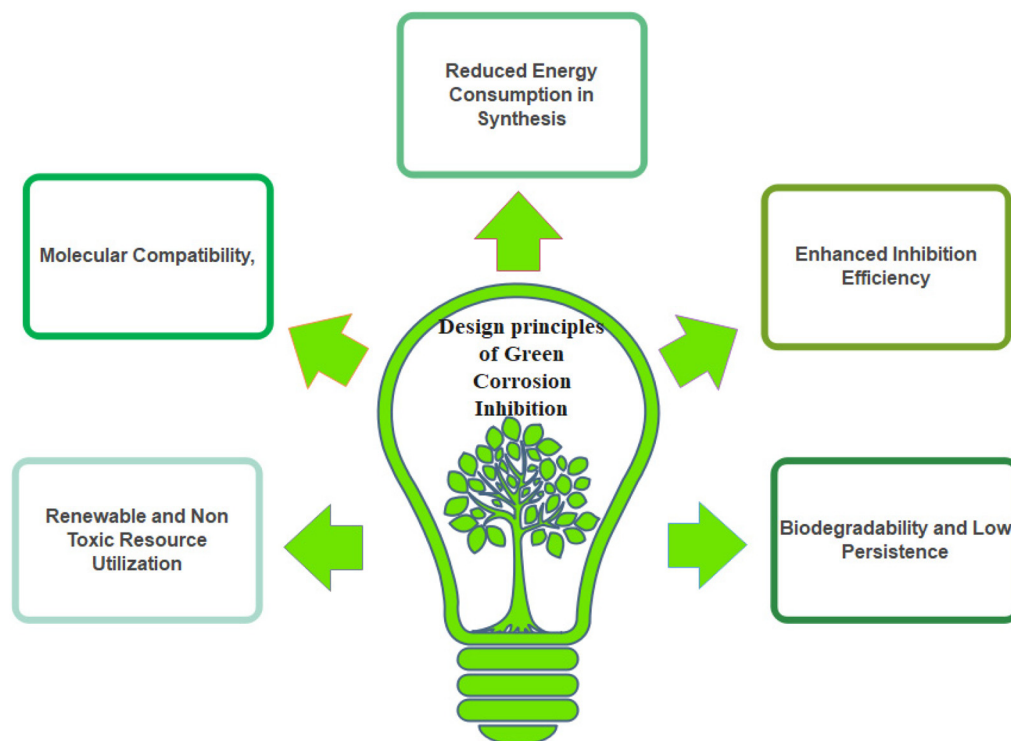 Reduced Energy
Consumption in
Synthesis
Molecular Compatibility,
Enhanced Inhibition
Efficiency
Design principles
of Green
Corrosion
Inhibition
Renewable and Non
Toxic Resource
Utilization
Biodegradability and Low
Persistence